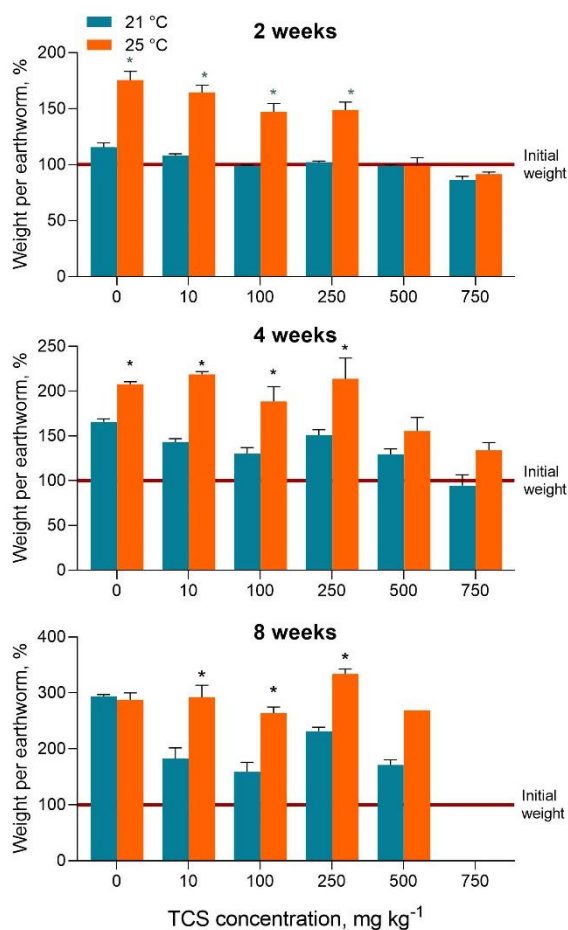 21 °C
25 °C
2 weeks
Weight per earthworm, %
200
150
100
50
0
* * * *
Initial
weight
0 10 100 250 500 750
4 weeks
Weight per earthworm, %
250
200
150
100
50
0
* * * *
Initial
weight
0 10 100 250 500 750
8 weeks
Weight per earthworm, %
400
300
200
100
0
* * *
Initial
weight
0 10 100 250 500 750
TCS concentration, mg kg⁻¹